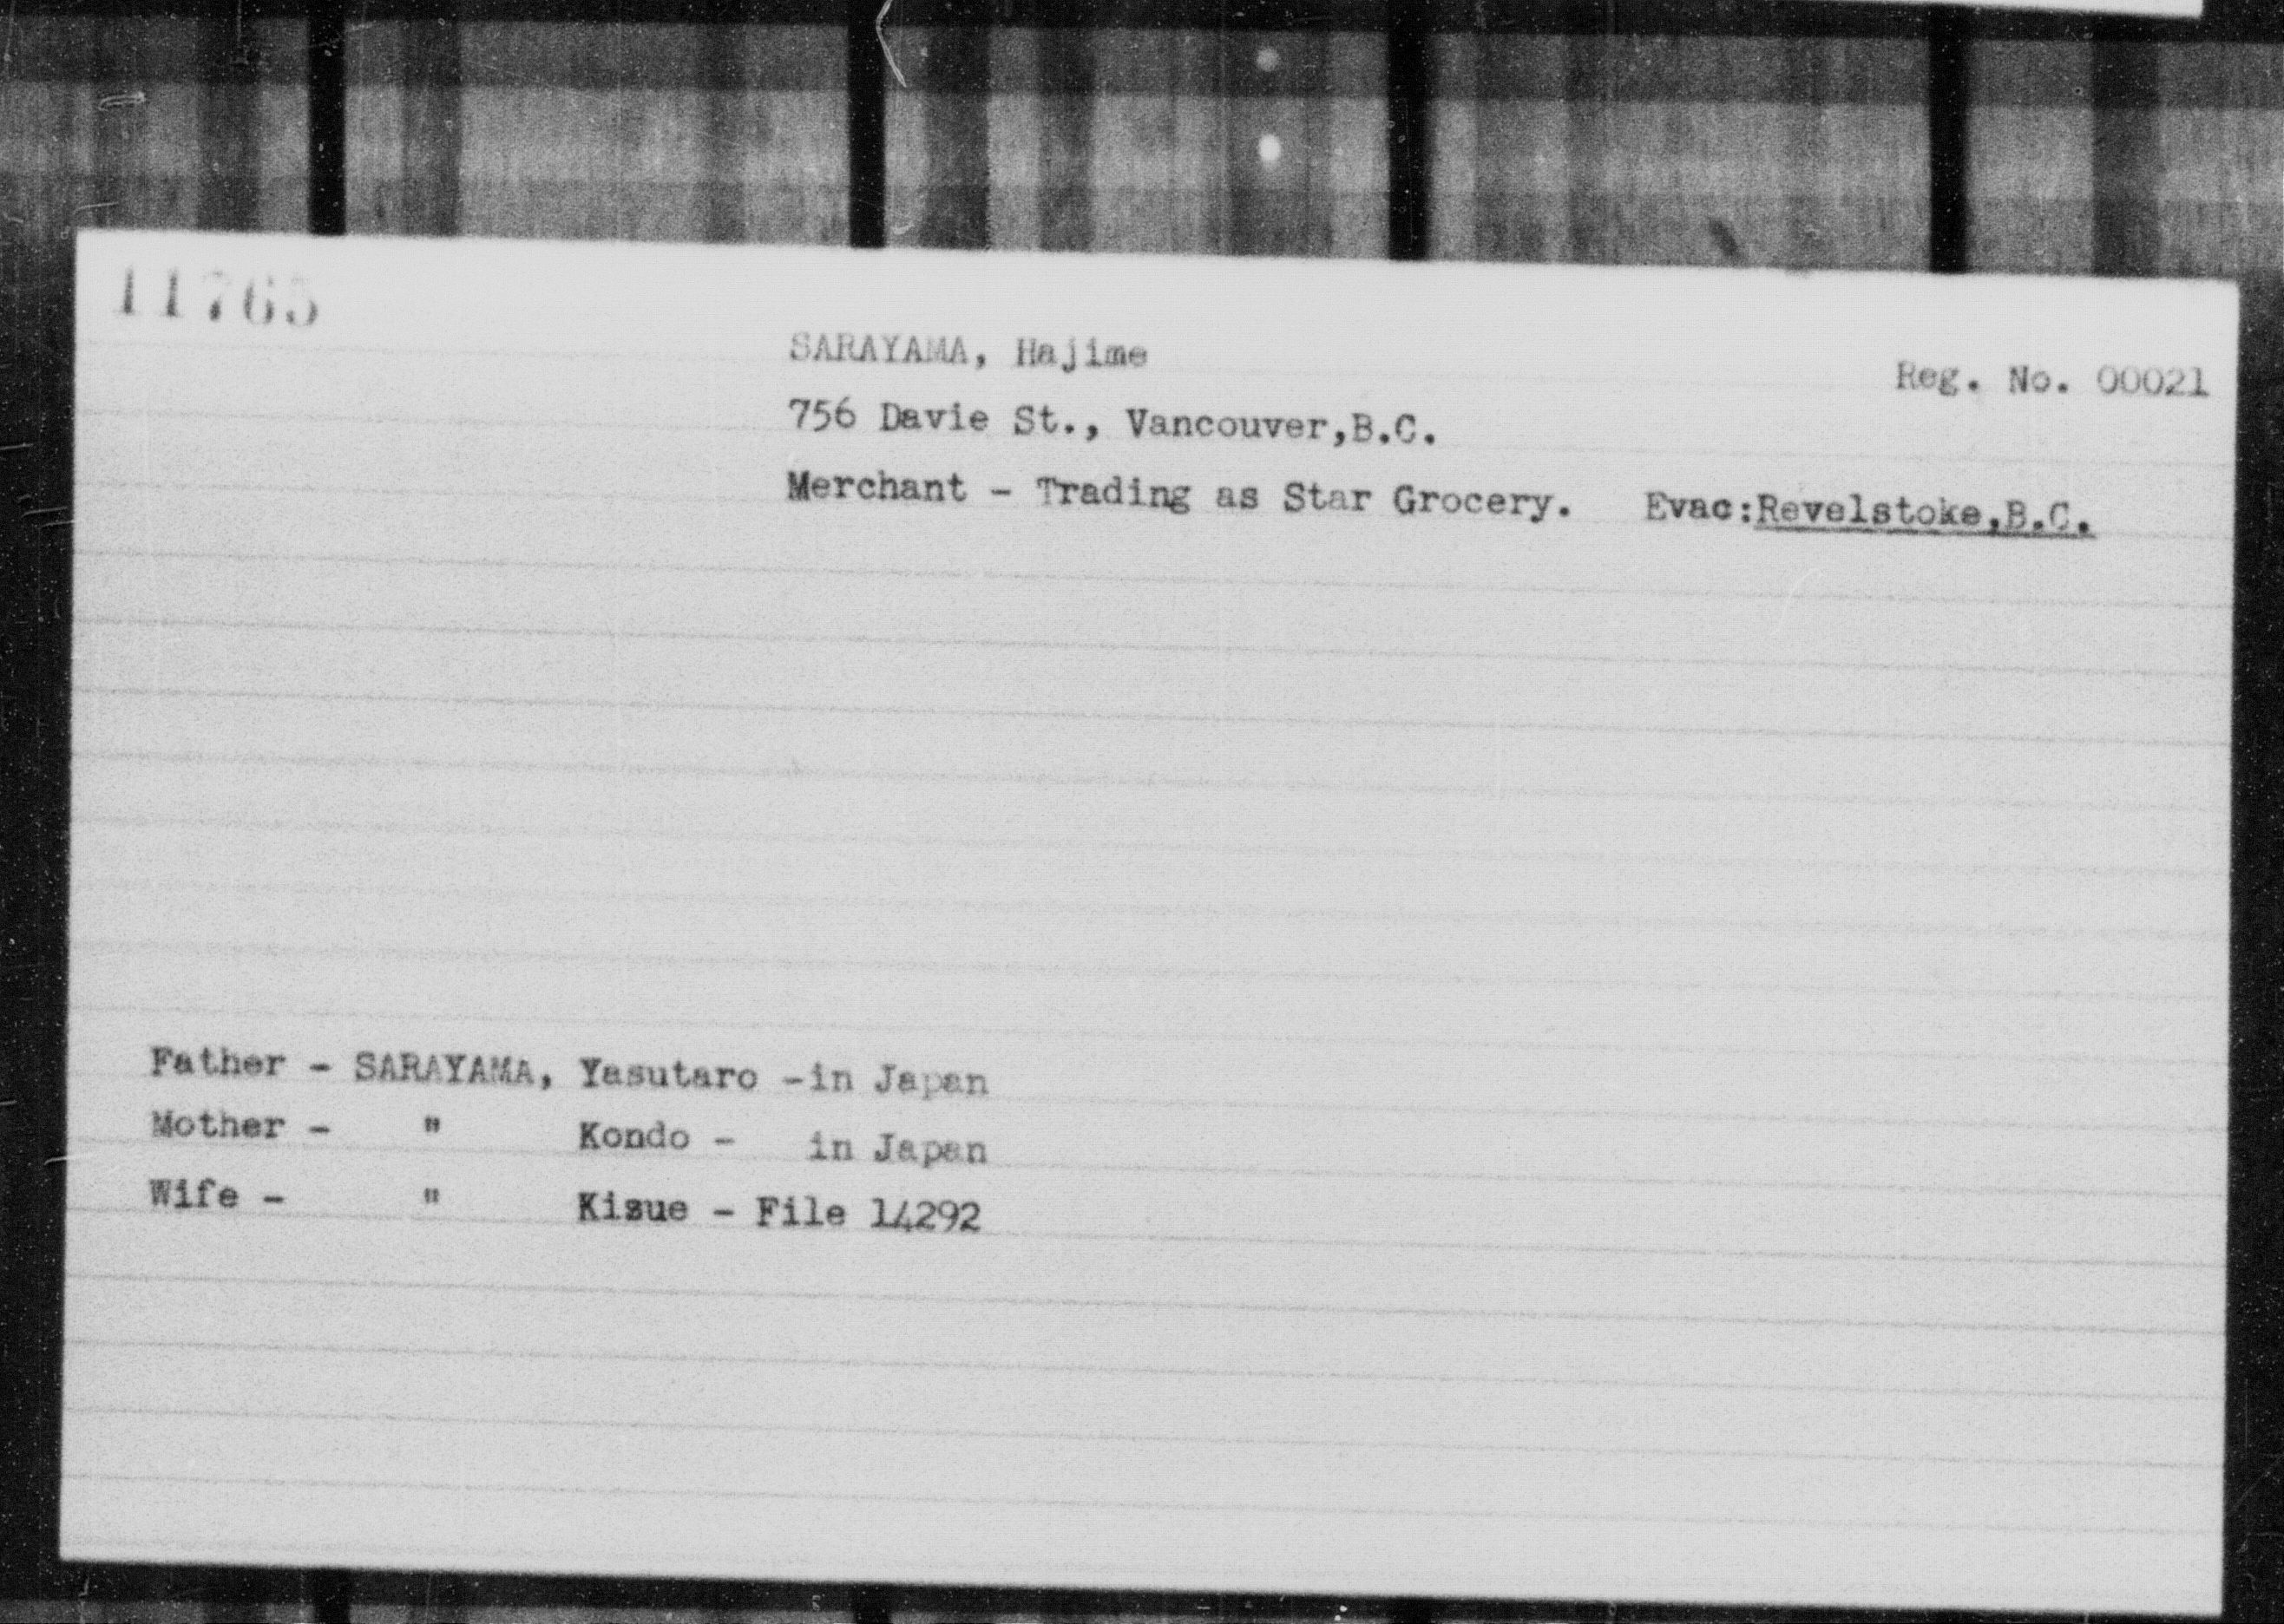 11765
SARAYAMA, Hajime
Reg. No. 00021
756 Davie St., Vancouver,B.C.
Merchant - Trading as Star Grocery. Evac:Revelstoke,B.C.
Father - SARAYAMA, Yasutaro -in Japan
Mother - " Kondo - in Japan
Wife - " Kizue - File 14292